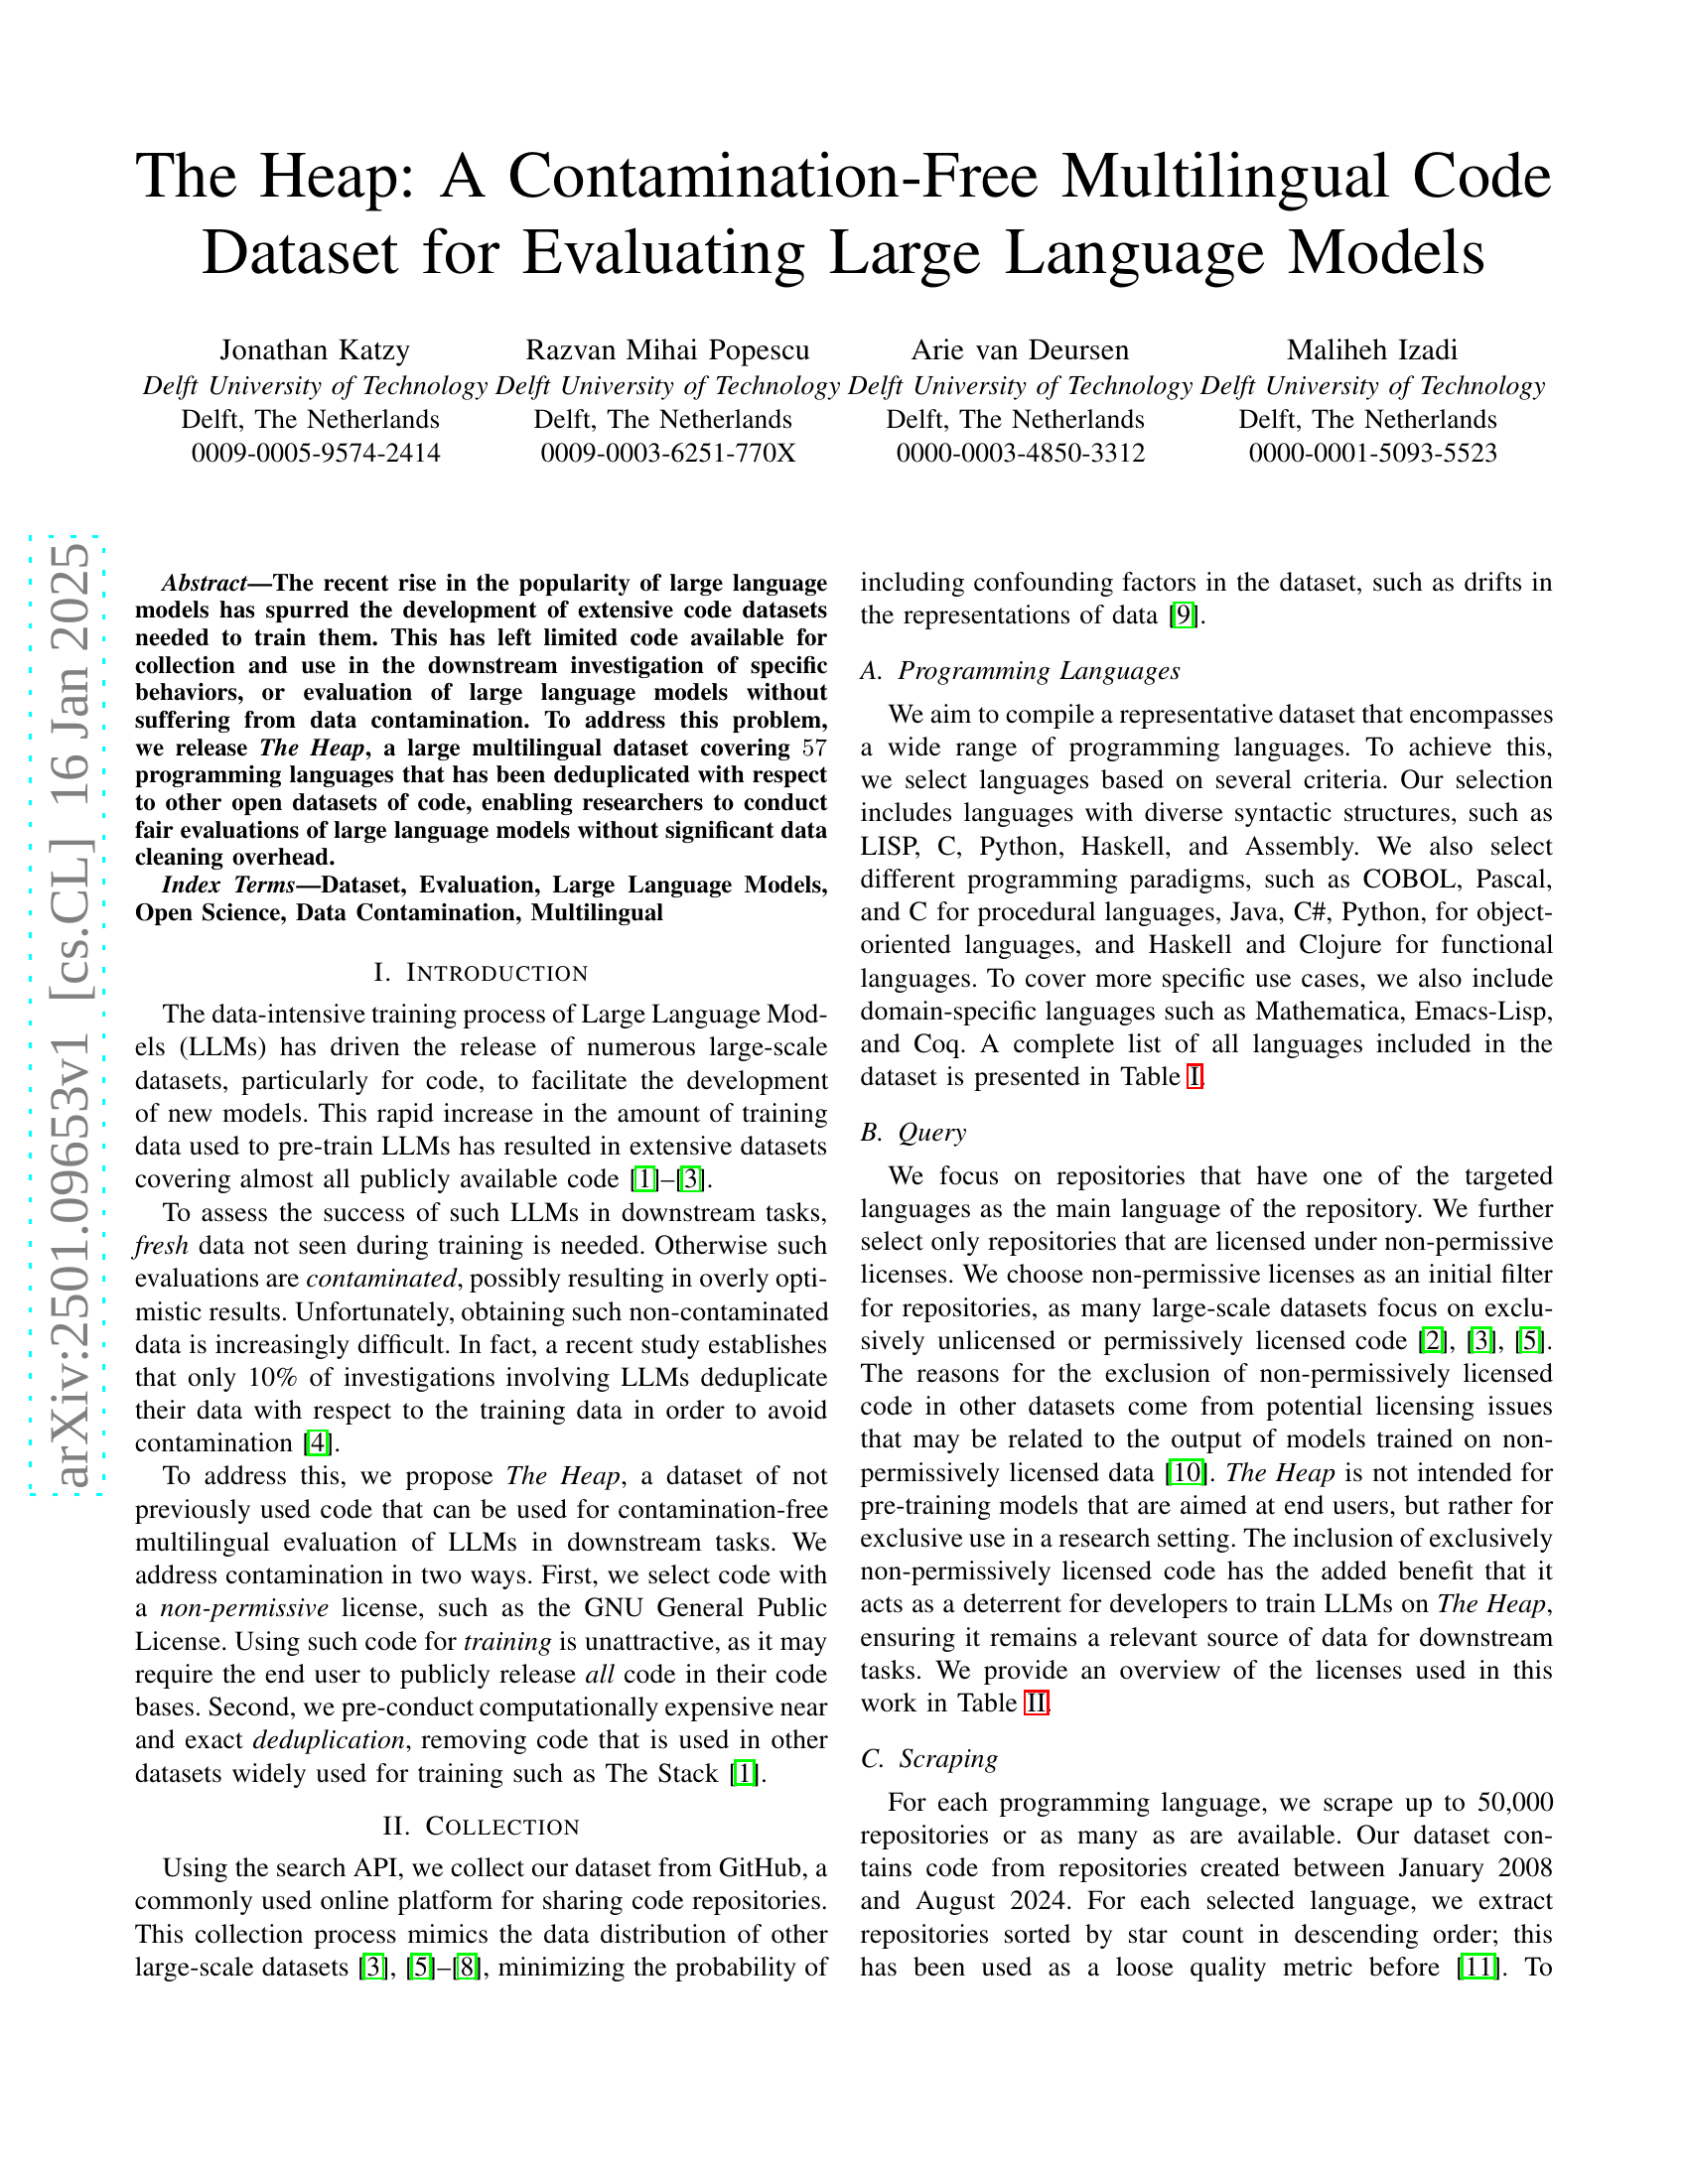 The Heap: A Contamination-Free Multilingual Code
Dataset for Evaluating Large Language Models
Jonathan Katzy
Delft University of Technology
Delft, The Netherlands
0009-0005-9574-2414
Razvan Mihai Popescu
Delft University of Technology
Delft, The Netherlands
0009-0003-6251-770X
Arie van Deursen
Delft University of Technology
Delft, The Netherlands
0000-0003-4850-3312
Maliheh Izadi
Delft University of Technology
Delft, The Netherlands
0000-0001-5093-5523
arXiv:2501.09653v1 [cs.CL] 16 Jan 2025
Abstract—The recent rise in the popularity of large language
models has spurred the development of extensive code datasets
needed to train them. This has left limited code available for
collection and use in the downstream investigation of specific
behaviors, or evaluation of large language models without
suffering from data contamination. To address this problem,
we release The Heap, a large multilingual dataset covering 57
programming languages that has been deduplicated with respect
to other open datasets of code, enabling researchers to conduct
fair evaluations of large language models without significant data
cleaning overhead.
Index Terms—Dataset, Evaluation, Large Language Models,
Open Science, Data Contamination, Multilingual
I. INTRODUCTION
The data-intensive training process of Large Language Mod-
els (LLMs) has driven the release of numerous large-scale
datasets, particularly for code, to facilitate the development
of new models. This rapid increase in the amount of training
data used to pre-train LLMs has resulted in extensive datasets
covering almost all publicly available code [1]–[3].
To assess the success of such LLMs in downstream tasks,
fresh data not seen during training is needed. Otherwise such
evaluations are contaminated, possibly resulting in overly opti-
mistic results. Unfortunately, obtaining such non-contaminated
data is increasingly difficult. In fact, a recent study establishes
that only 10% of investigations involving LLMs deduplicate
their data with respect to the training data in order to avoid
contamination [4].
To address this, we propose The Heap, a dataset of not
previously used code that can be used for contamination-free
multilingual evaluation of LLMs in downstream tasks. We
address contamination in two ways. First, we select code with
a non-permissive license, such as the GNU General Public
License. Using such code for training is unattractive, as it may
require the end user to publicly release all code in their code
bases. Second, we pre-conduct computationally expensive near
and exact deduplication, removing code that is used in other
datasets widely used for training such as The Stack [1].
II. COLLECTION
Using the search API, we collect our dataset from GitHub, a
commonly used online platform for sharing code repositories.
This collection process mimics the data distribution of other
large-scale datasets [3], [5]–[8], minimizing the probability of
including confounding factors in the dataset, such as drifts in
the representations of data [9].
A. Programming Languages
We aim to compile a representative dataset that encompasses
a wide range of programming languages. To achieve this,
we select languages based on several criteria. Our selection
includes languages with diverse syntactic structures, such as
LISP, C, Python, Haskell, and Assembly. We also select
different programming paradigms, such as COBOL, Pascal,
and C for procedural languages, Java, C#, Python, for object-
oriented languages, and Haskell and Clojure for functional
languages. To cover more specific use cases, we also include
domain-specific languages such as Mathematica, Emacs-Lisp,
and Coq. A complete list of all languages included in the
dataset is presented in Table I.
B. Query
We focus on repositories that have one of the targeted
languages as the main language of the repository. We further
select only repositories that are licensed under non-permissive
licenses. We choose non-permissive licenses as an initial filter
for repositories, as many large-scale datasets focus on exclu-
sively unlicensed or permissively licensed code [2], [3], [5].
The reasons for the exclusion of non-permissively licensed
code in other datasets come from potential licensing issues
that may be related to the output of models trained on non-
permissively licensed data [10]. The Heap is not intended for
pre-training models that are aimed at end users, but rather for
exclusive use in a research setting. The inclusion of exclusively
non-permissively licensed code has the added benefit that it
acts as a deterrent for developers to train LLMs on The Heap,
ensuring it remains a relevant source of data for downstream
tasks. We provide an overview of the licenses used in this
work in Table II.
C. Scraping
For each programming language, we scrape up to 50,000
repositories or as many as are available. Our dataset con-
tains code from repositories created between January 2008
and August 2024. For each selected language, we extract
repositories sorted by star count in descending order; this
has been used as a loose quality metric before [11]. To